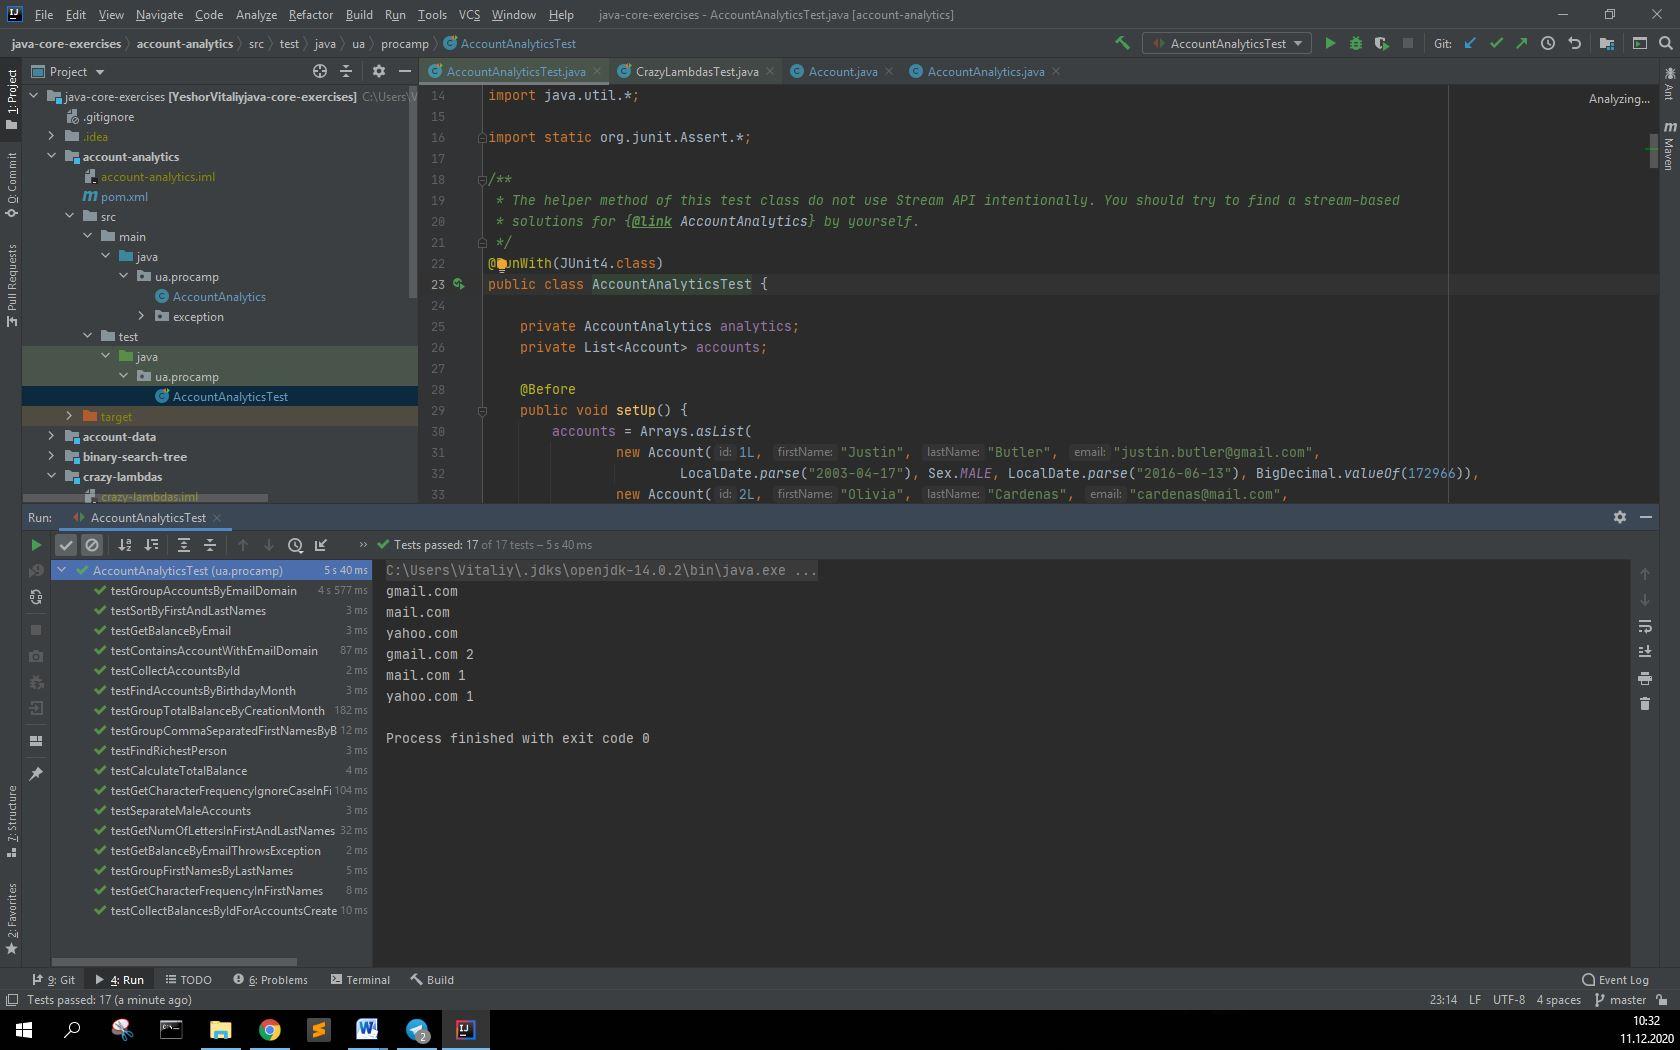 File Edit View Navigate Code Analyze Refactor Build Run Tools VCS Window Help java-core-exercises - AccountAnalyticsTest.java [account-analytics]
java-core-exercises account-analytics src test java ua procamp AccountAnalyticsTest AccountAnalyticsTest Git:
Project AccountAnalyticsTest.java CrazyLambdasTest.java Account.java AccountAnalytics.java
1: Project
0: Commit
Pull Requests
7: Structure
2: Favorites
Ant
Maven
java-core-exercises [YeshorVitaliyjava-core-exercises] C:\Users\V
.gitignore
.idea
account-analytics
account-analytics.iml
pom.xml
src
main
java
ua.procamp
AccountAnalytics
exception
test
java
ua.procamp
AccountAnalyticsTest
target
account-data
binary-search-tree
crazy-lambdas
crazy-lambdas.iml
Analyzing...
14 import java.util.*;
15
16 import static org.junit.Assert.*;
17
18 /**
19 * The helper method of this test class do not use Stream API intentionally. You should try to find a stream-based
20 * solutions for {@link AccountAnalytics} by yourself.
21 */
22 @RunWith(JUnit4.class)
23 public class AccountAnalyticsTest {
24
25 private AccountAnalytics analytics;
26 private List<Account> accounts;
27
28 @Before
29 public void setUp() {
30 accounts = Arrays.asList(
31 new Account( id: 1L, firstName: "Justin", lastName: "Butler", email: "justin.butler@gmail.com",
32 LocalDate.parse("2003-04-17"), Sex.MALE, LocalDate.parse("2016-06-13"), BigDecimal.valueOf(172966)),
33 new Account( id: 2L, firstName: "Olivia", lastName: "Cardenas", email: "cardenas@mail.com",
Run: AccountAnalyticsTest
Tests passed: 17 of 17 tests – 5 s 40 ms
AccountAnalyticsTest (ua.procamp) 5 s 40 ms
testGroupAccountsByEmailDomain 4 s 577 ms
testSortByFirstAndLastNames 3 ms
testGetBalanceByEmail 3 ms
testContainsAccountWithEmailDomain 87 ms
testCollectAccountsById 2 ms
testFindAccountsByBirthdayMonth 3 ms
testGroupTotalBalanceByCreationMonth 182 ms
testGroupCommaSeparatedFirstNamesByB 12 ms
testFindRichestPerson 3 ms
testCalculateTotalBalance 4 ms
testGetCharacterFrequencyIgnoreCaseInFi 104 ms
testSeparateMaleAccounts 3 ms
testGetNumOfLettersInFirstAndLastNames 32 ms
testGetBalanceByEmailThrowsException 2 ms
testGroupFirstNamesByLastNames 5 ms
testGetCharacterFrequencyInFirstNames 8 ms
testCollectBalancesByIdForAccountsCreate 10 ms
C:\Users\Vitaliy\.jdks\openjdk-14.0.2\bin\java.exe ...
gmail.com
mail.com
yahoo.com
gmail.com 2
mail.com 1
yahoo.com 1
Process finished with exit code 0
9: Git 4: Run TODO 6: Problems Terminal Build Event Log
Tests passed: 17 (a minute ago) 23:14 LF UTF-8 4 spaces master
2
10:32
11.12.2020